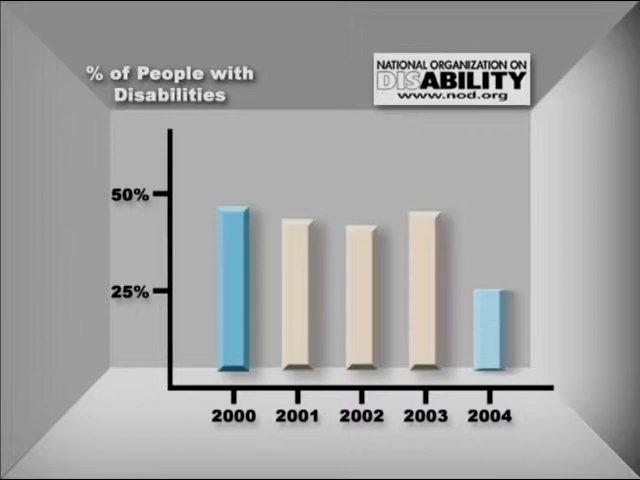 % of People with
Disabilities
NATIONAL ORGANIZATION ON
DISABILITY
www.nod.org
50%
25%
2000 2001 2002 2003 2004